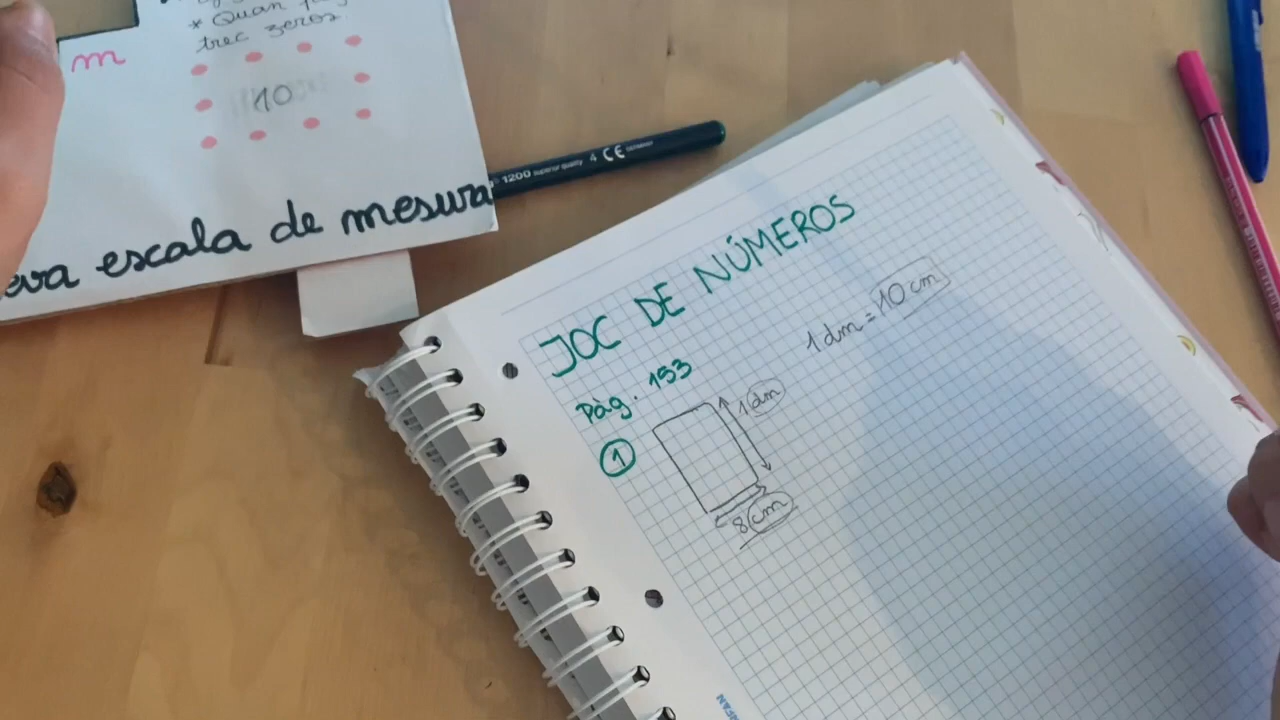 * Quan
trec zeros.
m
10
escala de mesura
1200 superior quality 4 CE
JOC DE NÚMEROS
1 dm = 10 cm
Pàg. 153
1 dm
1
8 cm